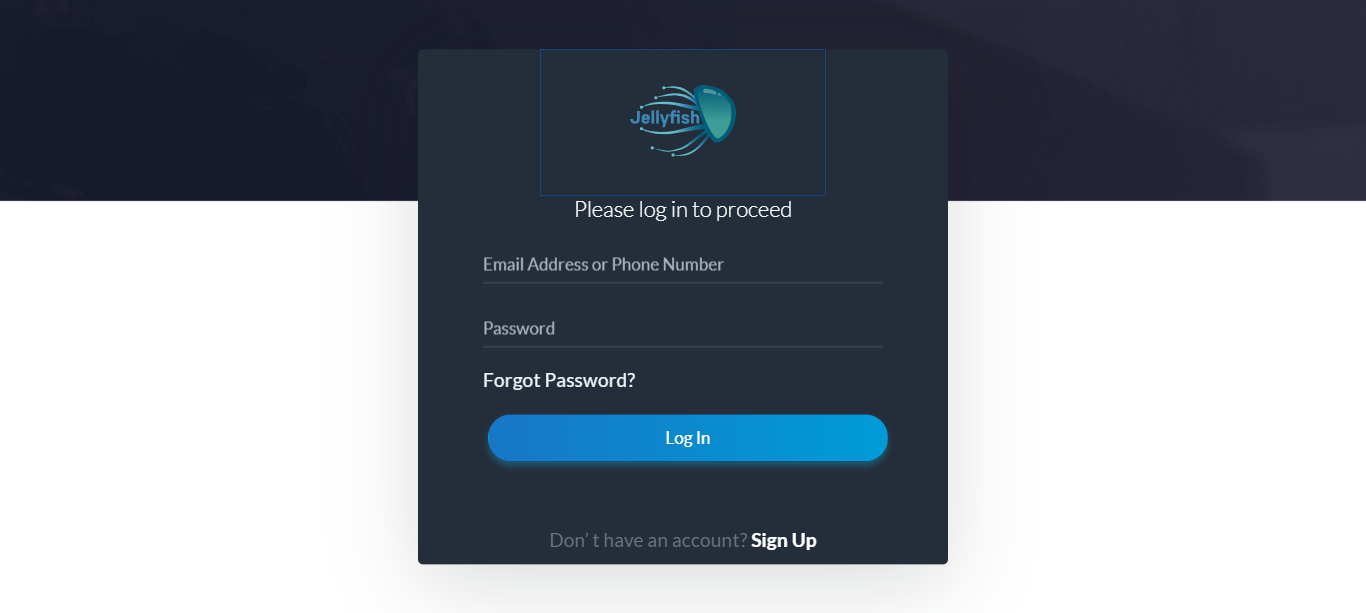 Jellyfish
Please log in to proceed
Email Address or Phone Number
Password
Forgot Password?
Log In
Don' t have an account? Sign Up